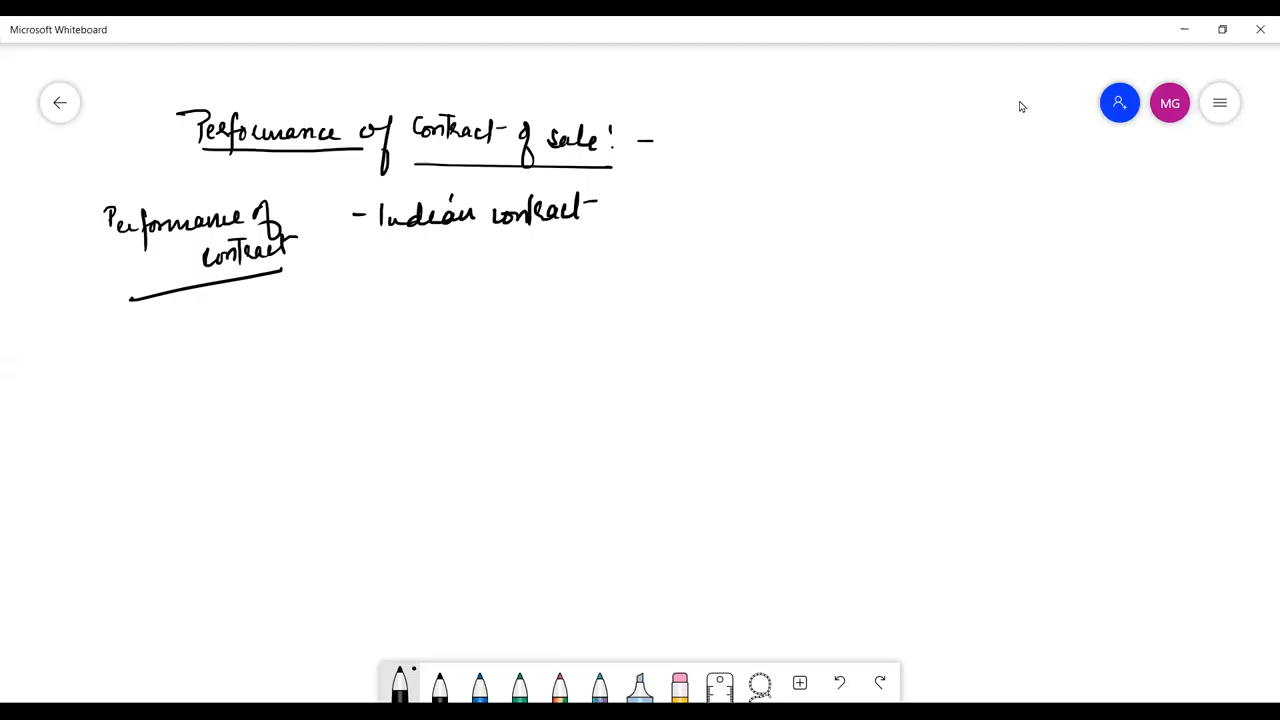 Microsoft Whiteboard
MG
Performance of contract of sale: -
Performance of - Indian contract
contract